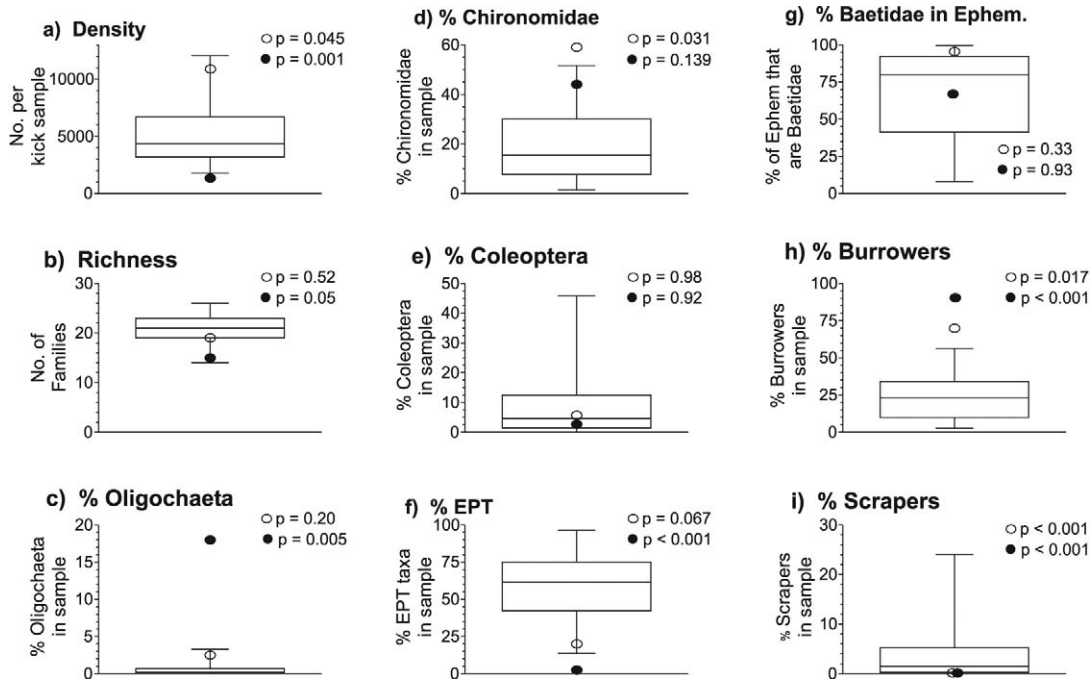 a) Density
p = 0.045
p = 0.001
No. per
kick sample
10000
5000
0
b) Richness
p = 0.52
p = 0.05
No. of
Families
30
20
10
0
c) % Oligochaeta
p = 0.20
p = 0.005
% Oligochaeta
in sample
20
15
10
5
0
d) % Chironomidae
p = 0.031
p = 0.139
% Chironomidae
in sample
60
40
20
0
e) % Coleoptera
p = 0.98
p = 0.92
% Coleoptera
in sample
50
40
30
20
10
0
f) % EPT
p = 0.067
p < 0.001
% EPT taxa
in sample
100
75
50
25
0
g) % Baetidae in Ephem.
% of Ephem that
are Baetidae
100
75
50
25
0
p = 0.33
p = 0.93
h) % Burrowers
p = 0.017
p < 0.001
% Burrowers
in sample
100
75
50
25
0
i) % Scrapers
p < 0.001
p < 0.001
% Scrapers
in sample
30
20
10
0